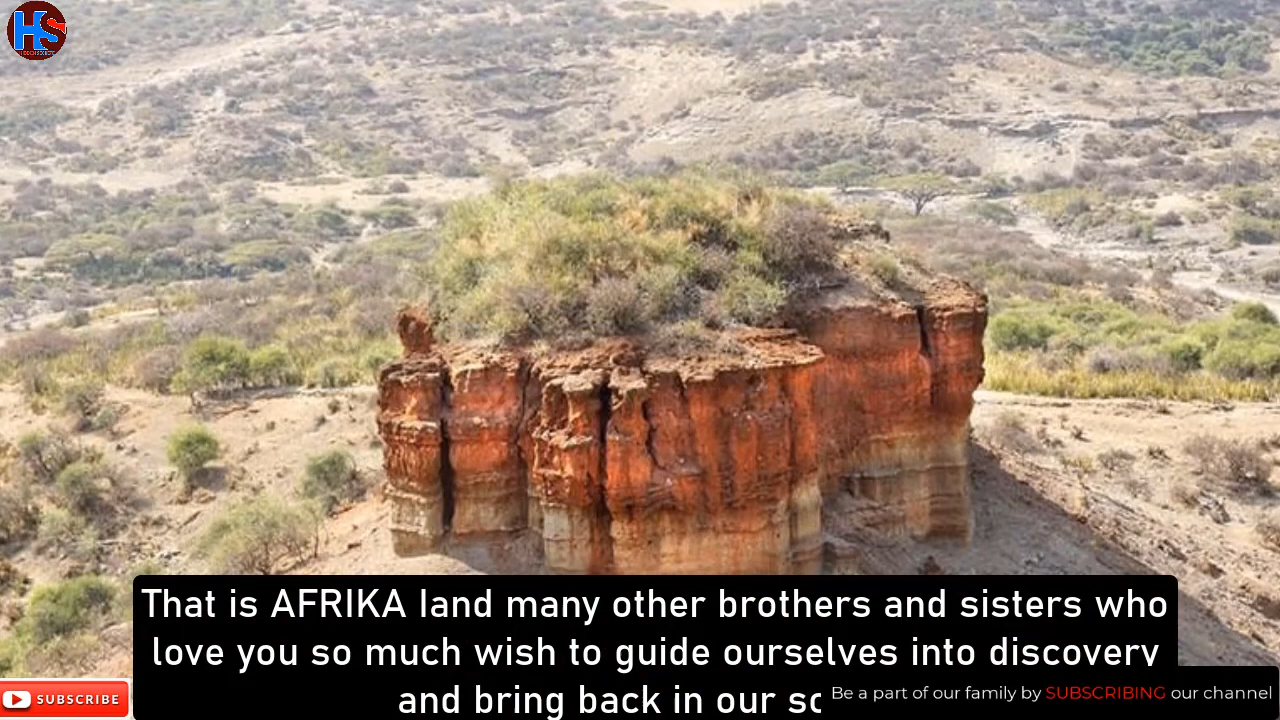 HS
That is AFRIKA land many other brothers and sisters who
love you so much wish to guide ourselves into discovery
and bring back in our
SUBSCRIBE
Be a part of our family by SUBSCRIBING our channel